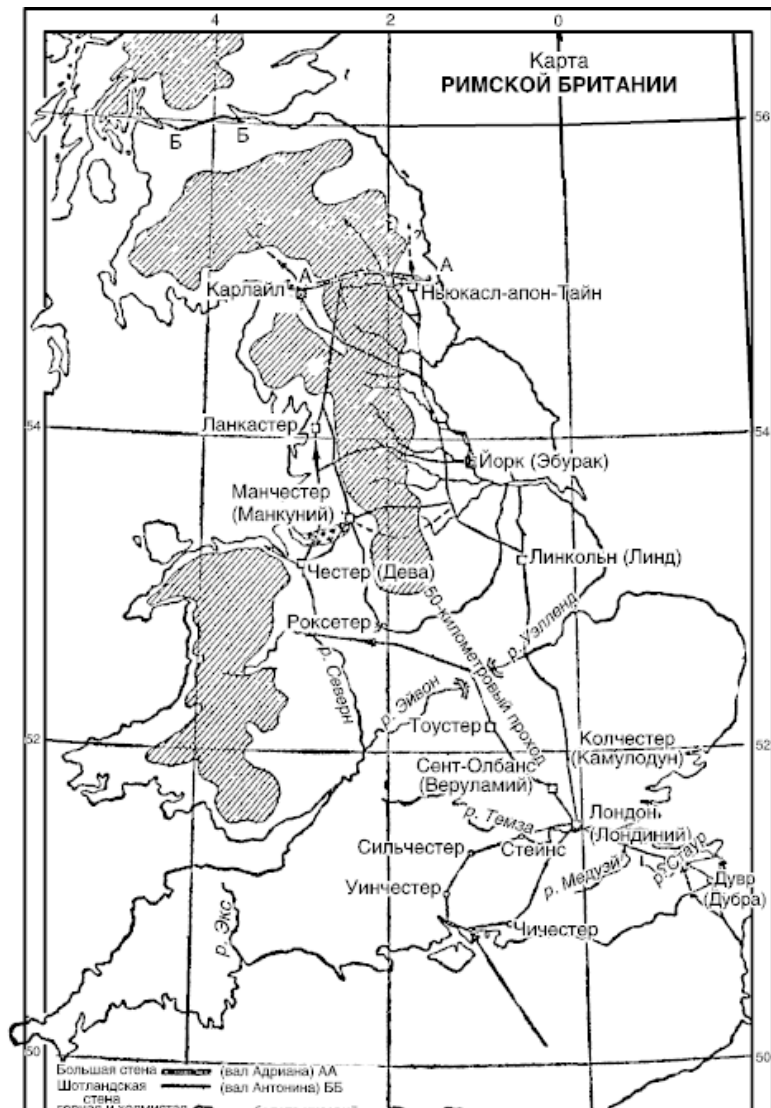 4
0
Карта
РИМСКОЙ БРИТАНИИ
56
56
Б
Б
А
А
Карлайл
Ньюкасл-апон-Тайн
54
54
Ланкастер
Йорк (Эбурак)
Манчестер
(Манкуний)
Линкольн (Линд)
Честер (Дева)
50-километровый проход
р. Уэлленд
Роксетер
р. Северн
р. Эйвон
Тоустер
Колчестер
(Камулодун)
52
52
Сент-Олбанс
(Веруламий)
р. Темза
Лондон
(Лондиний)
Сильчестер
Стейнс
р. Стаур
р. Медуэй
Дувр
(Дубра)
Уинчестер
Чичестер
р. Экс
50
50
4
2
0
Большая стена (вал Адриана) АА
Шотландская (вал Антонина) ББ
стена